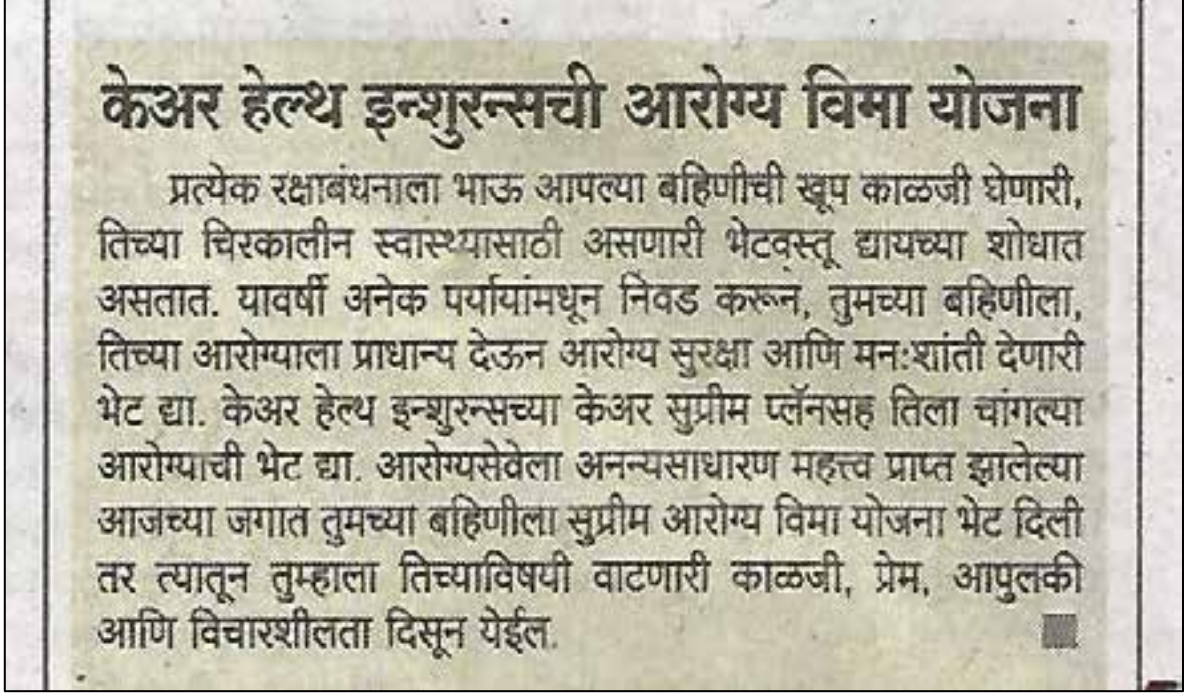 केअर हेल्थ इन्शुरन्सची आरोग्य विमा योजना
प्रत्येक रक्षाबंधनाला भाऊ आपल्या बहिणीची खूप काळजी घेणारी,
तिच्या चिरकालीन स्वास्थ्यासाठी असणारी भेटवस्तू द्यायच्या शोधात
असतात. यावर्षी अनेक पर्यायांमधून निवड करून, तुमच्या बहिणीला,
तिच्या आरोग्याला प्राधान्य देऊन आरोग्य सुरक्षा आणि मन:शांती देणारी
भेट द्या. केअर हेल्थ इन्शुरन्सच्या केअर सुप्रीम प्लॅनसह तिला चांगल्या
आरोग्याची भेट द्या. आरोग्यसेवेला अनन्यसाधारण महत्त्व प्राप्त झालेल्या
आजच्या जगात तुमच्या बहिणीला सुप्रीम आरोग्य विमा योजना भेट दिली
तर त्यातून तुम्हाला तिच्याविषयी वाटणारी काळजी, प्रेम, आपुलकी
आणि विचारशीलता दिसून येईल.